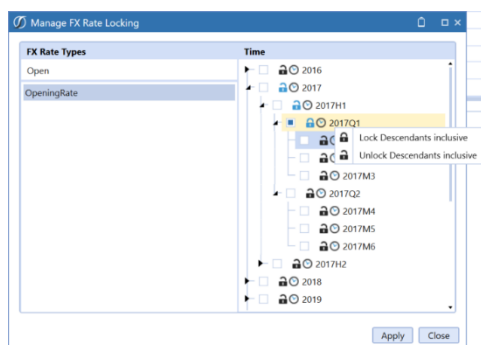 Manage FX Rate Locking
FX Rate Types
Time
Open
2016
OpeningRate
2017
2017H1
2017Q1
Lock Descendants inclusive
Unlock Descendants inclusive
2017M3
2017Q2
2017M4
2017M5
2017M6
2017H2
2018
2019
Apply
Close